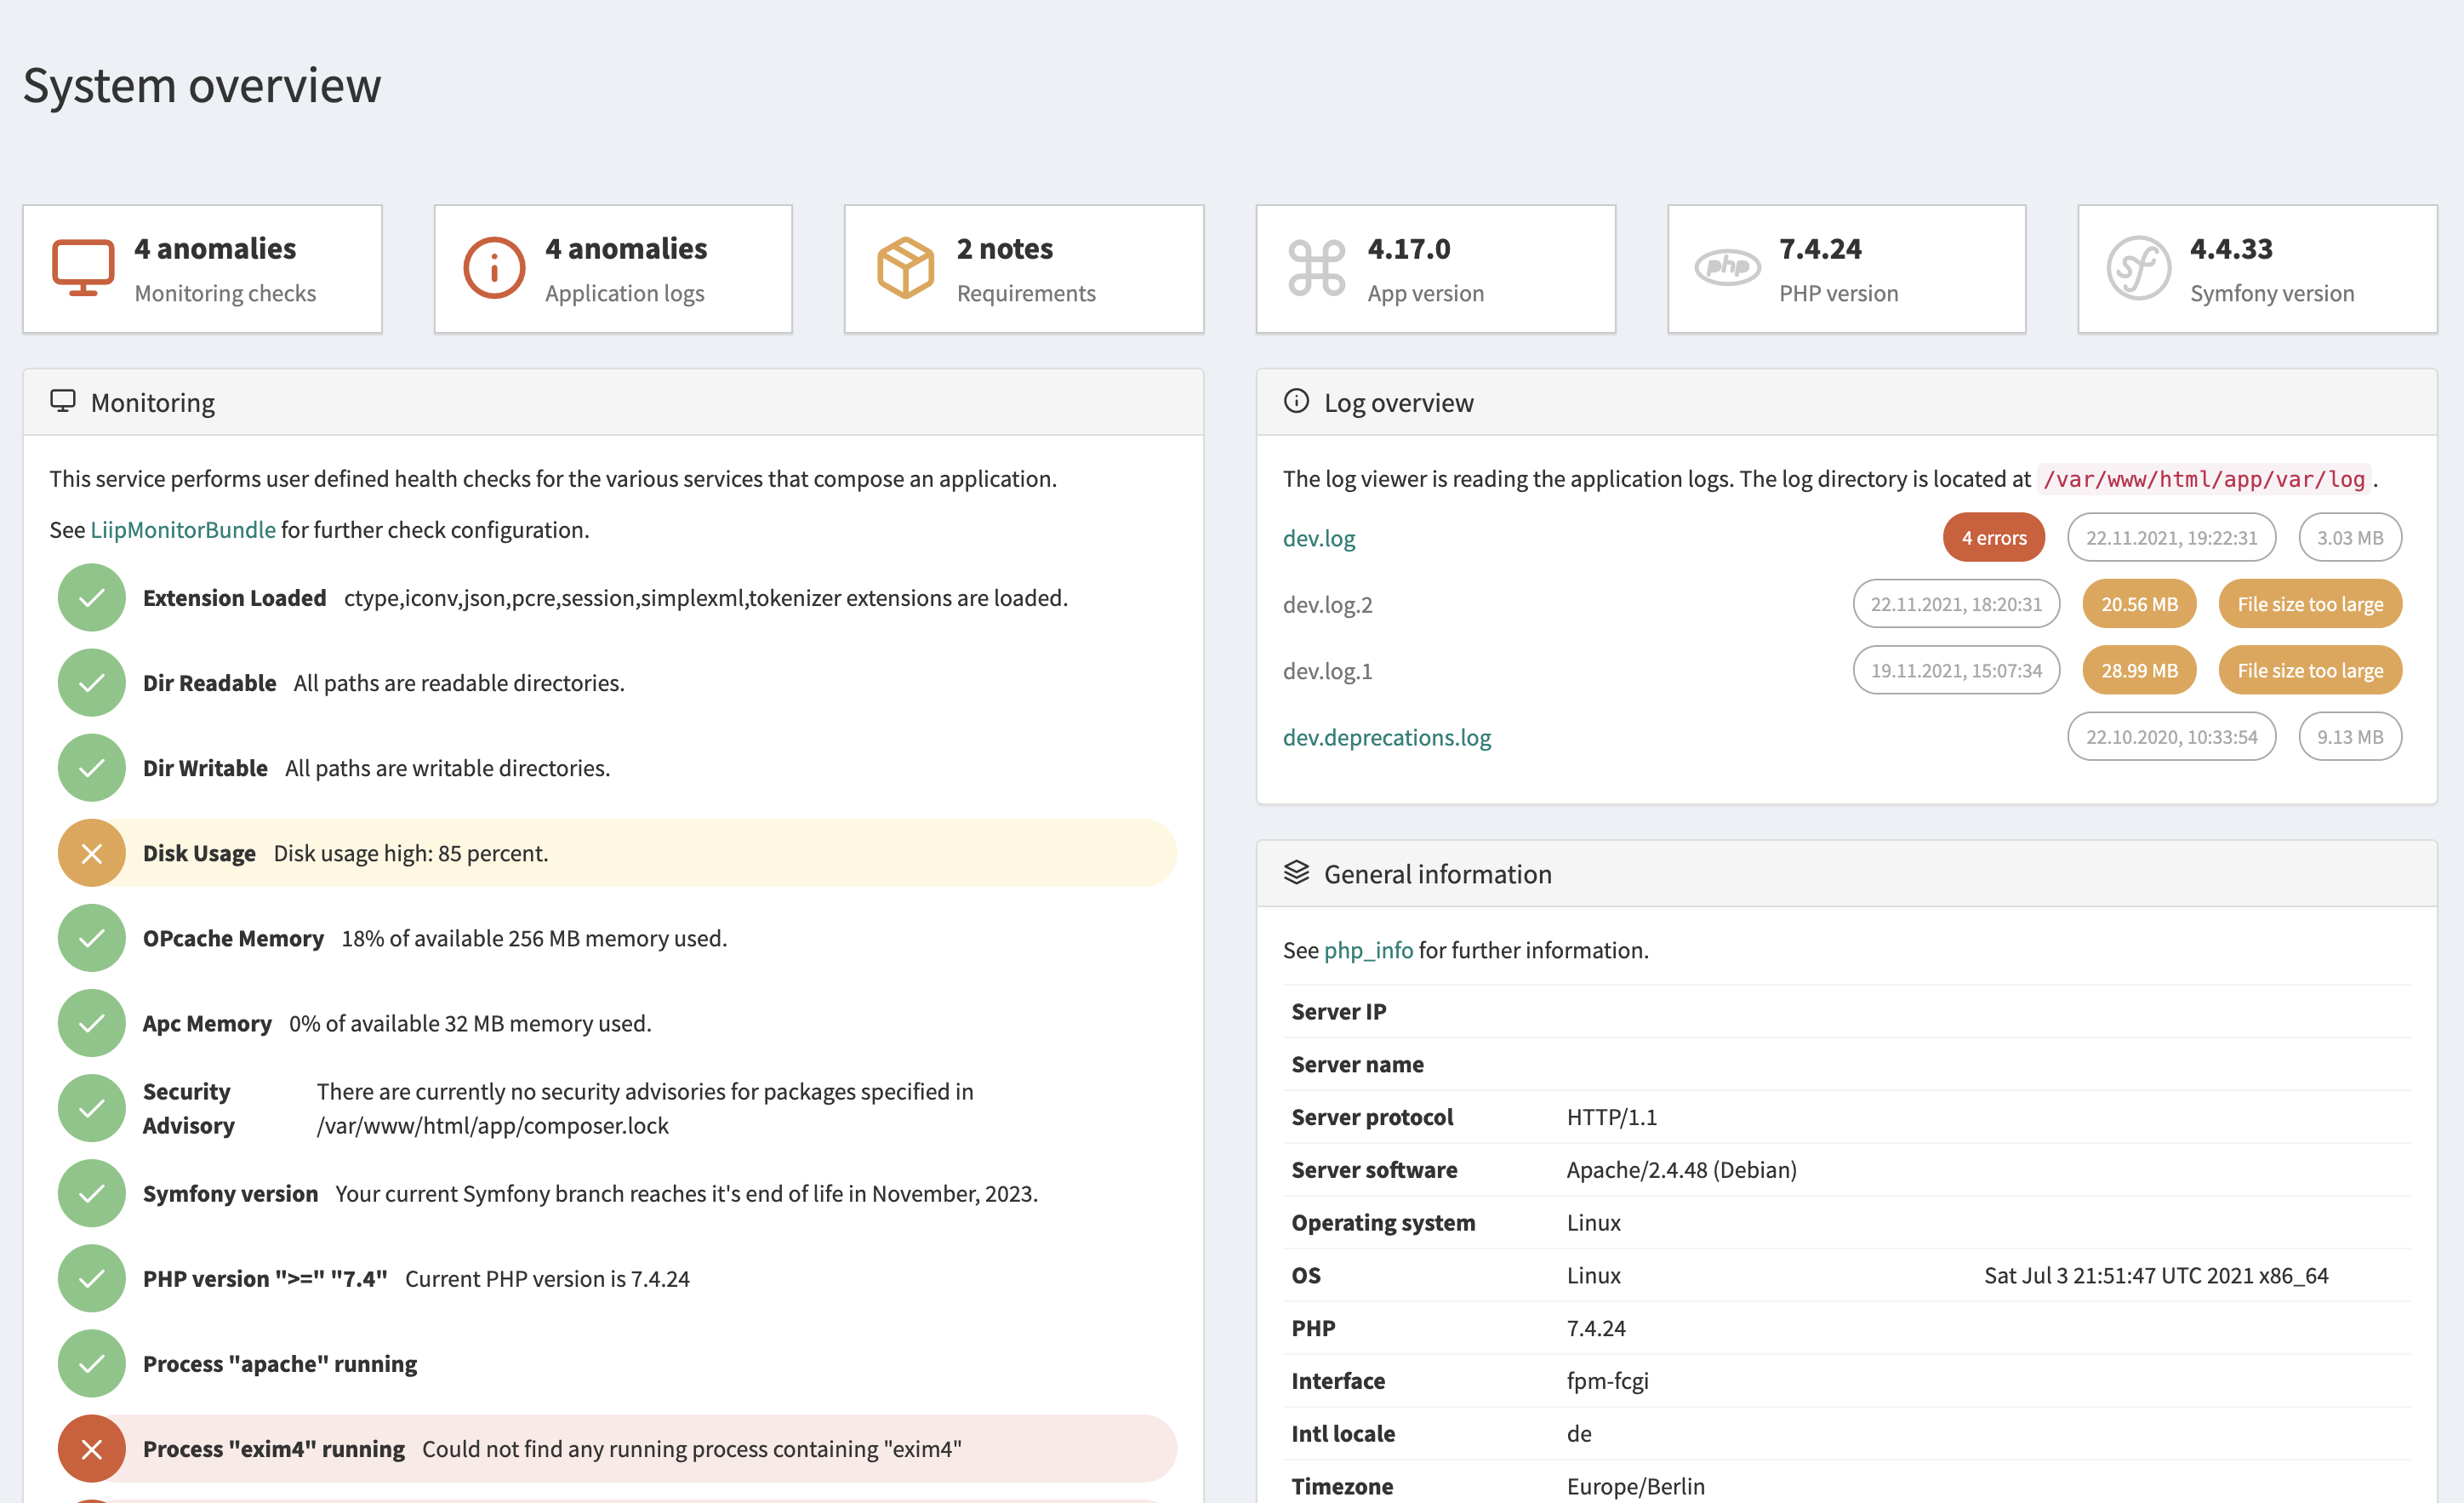 System overview
4 anomalies
Monitoring checks
4 anomalies
Application logs
2 notes
Requirements
4.17.0
App version
php
7.4.24
PHP version
sf
4.4.33
Symfony version
Monitoring
This service performs user defined health checks for the various services that compose an application.
See LiipMonitorBundle for further check configuration.
Extension Loaded ctype,iconv,json,pcre,session,simplexml,tokenizer extensions are loaded.
Dir Readable All paths are readable directories.
Dir Writable All paths are writable directories.
Disk Usage Disk usage high: 85 percent.
OPcache Memory 18% of available 256 MB memory used.
Apc Memory 0% of available 32 MB memory used.
Security Advisory
There are currently no security advisories for packages specified in
/var/www/html/app/composer.lock
Symfony version Your current Symfony branch reaches it's end of life in November, 2023.
PHP version ">=" "7.4" Current PHP version is 7.4.24
Process "apache" running
Process "exim4" running Could not find any running process containing "exim4"
Log overview
The log viewer is reading the application logs. The log directory is located at /var/www/html/app/var/log.
dev.log 4 errors 22.11.2021, 19:22:31 3.03 MB
dev.log.2 22.11.2021, 18:20:31 20.56 MB File size too large
dev.log.1 19.11.2021, 15:07:34 28.99 MB File size too large
dev.deprecations.log 22.10.2020, 10:33:54 9.13 MB
General information
See php_info for further information.
Server IP
Server name
Server protocol HTTP/1.1
Server software Apache/2.4.48 (Debian)
Operating system Linux
OS Linux Sat Jul 3 21:51:47 UTC 2021 x86_64
PHP 7.4.24
Interface fpm-fcgi
Intl locale de
Timezone Europe/Berlin